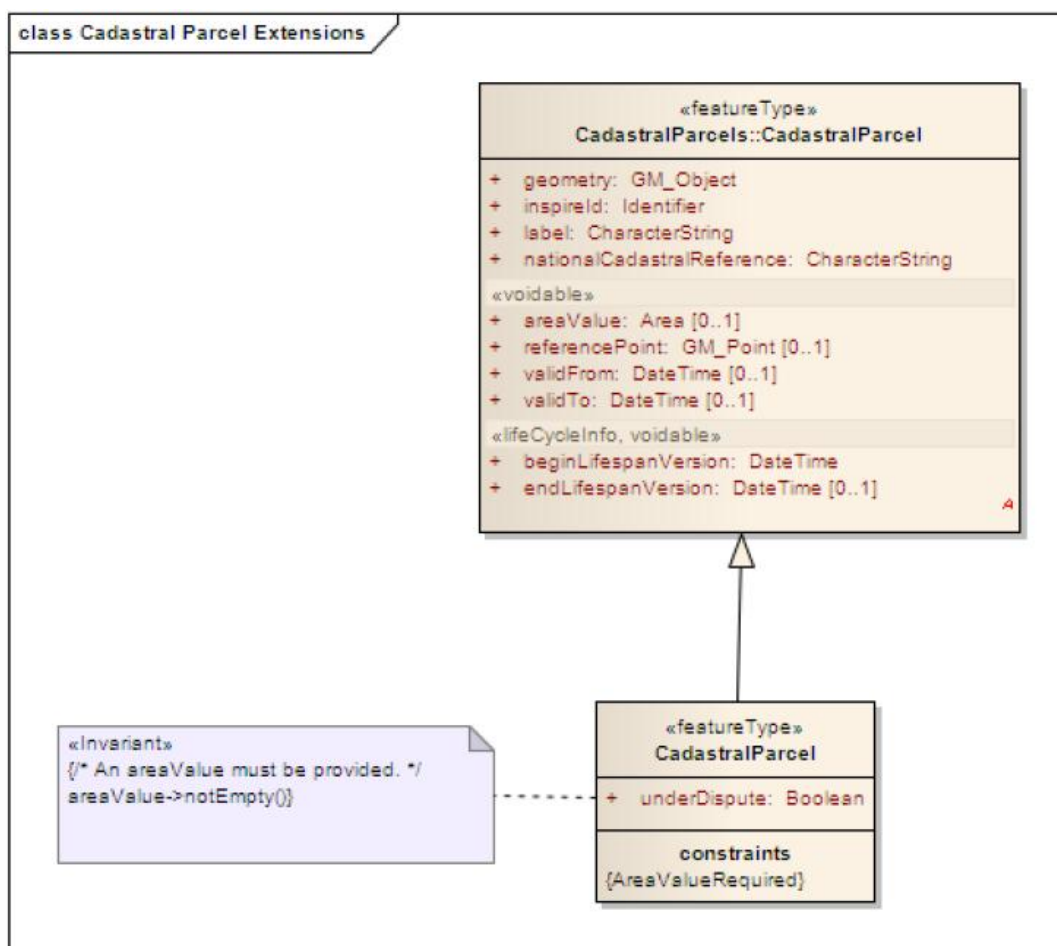 class Cadastral Parcel Extensions
«featureType»
CadastralParcels::CadastralParcel
+ geometry: GM_Object
+ inspireId: Identifier
+ label: CharacterString
+ nationalCadastralReference: CharacterString
«voidable»
+ areaValue: Area [0..1]
+ referencePoint: GM_Point [0..1]
+ validFrom: DateTime [0..1]
+ validTo: DateTime [0..1]
«lifeCycleInfo, voidable»
+ beginLifespanVersion: DateTime
+ endLifespanVersion: DateTime [0..1]
A
«Invariant»
{/* An areaValue must be provided. */
areaValue->notEmpty()}
«featureType»
CadastralParcel
+ underDispute: Boolean
constraints
{AreaValueRequired}